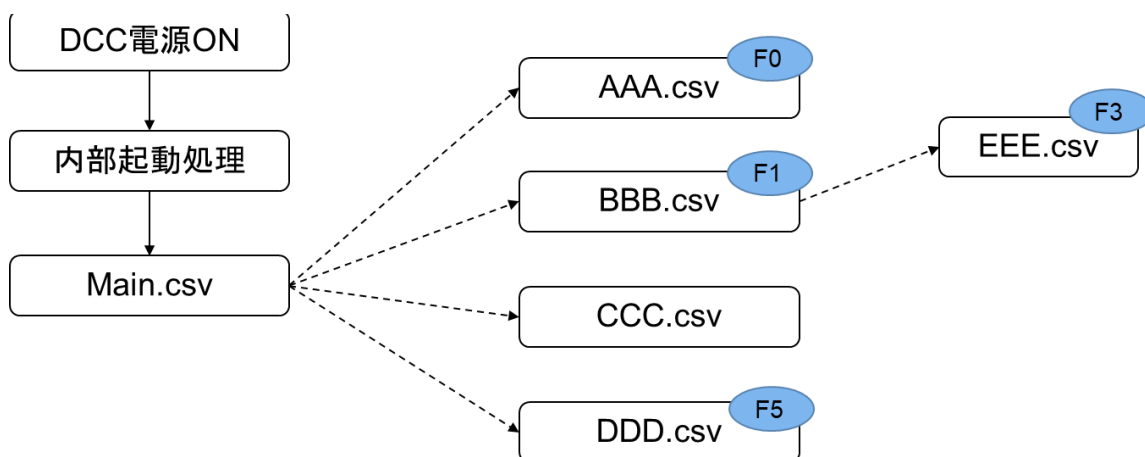 DCC電源ON
内部起動処理
Main.csv
F0
AAA.csv
F1
BBB.csv
CCC.csv
F5
DDD.csv
F3
EEE.csv